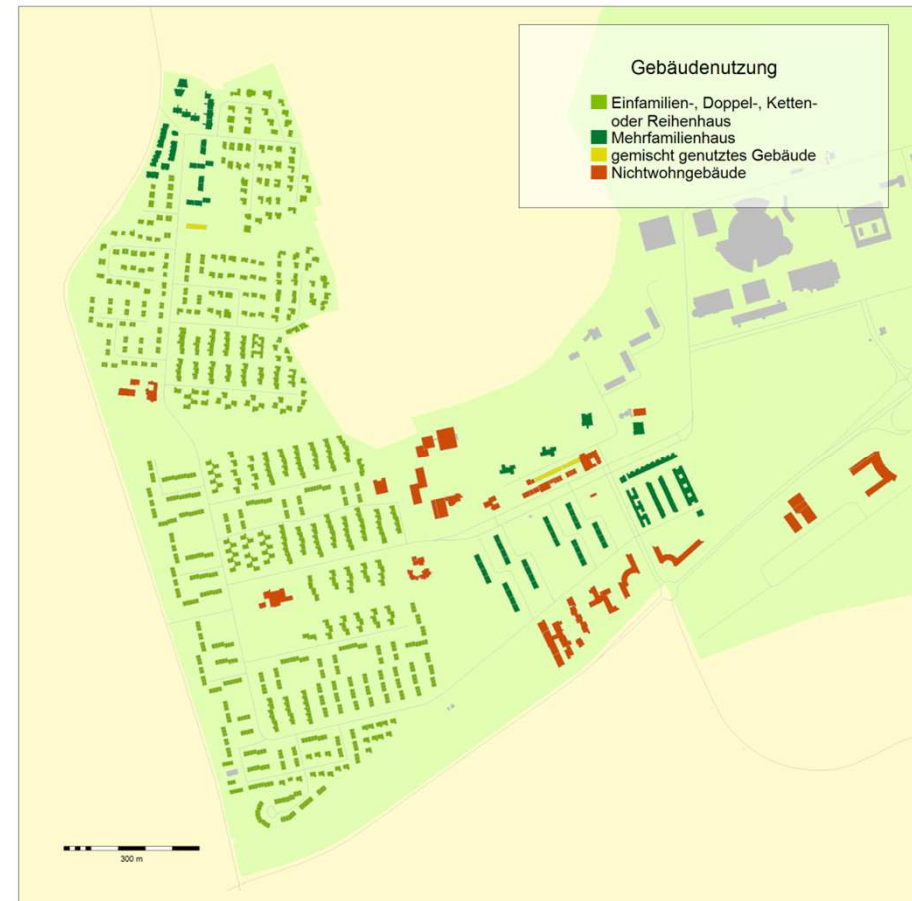 Gebäudenutzung
Einfamilien-, Doppel-, Ketten-
oder Reihenhaus
Mehrfamilienhaus
gemischt genutztes Gebäude
Nichtwohngebäude
300 m